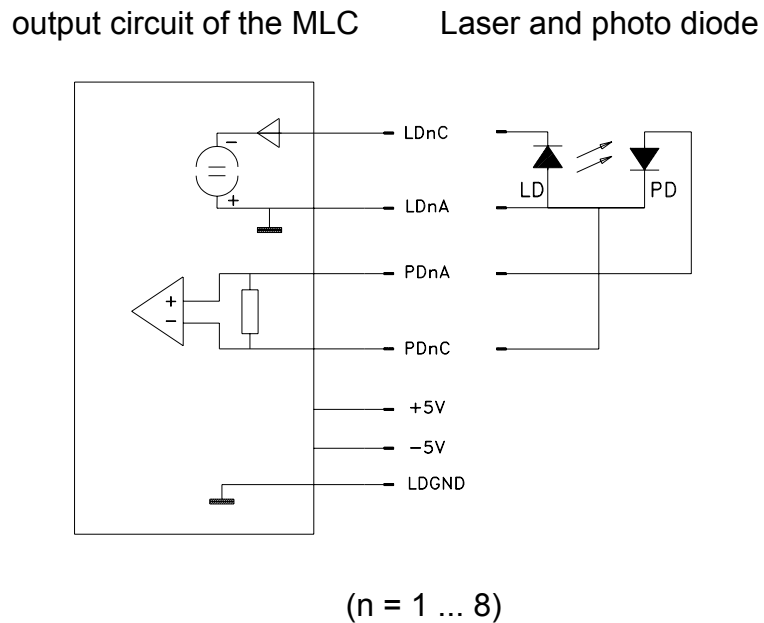 output circuit of the MLC
Laser and photo diode
LDnC
LD
PD
LDnA
PDnA
PDnC
+5V
−5V
LDGND
(n = 1 ... 8)